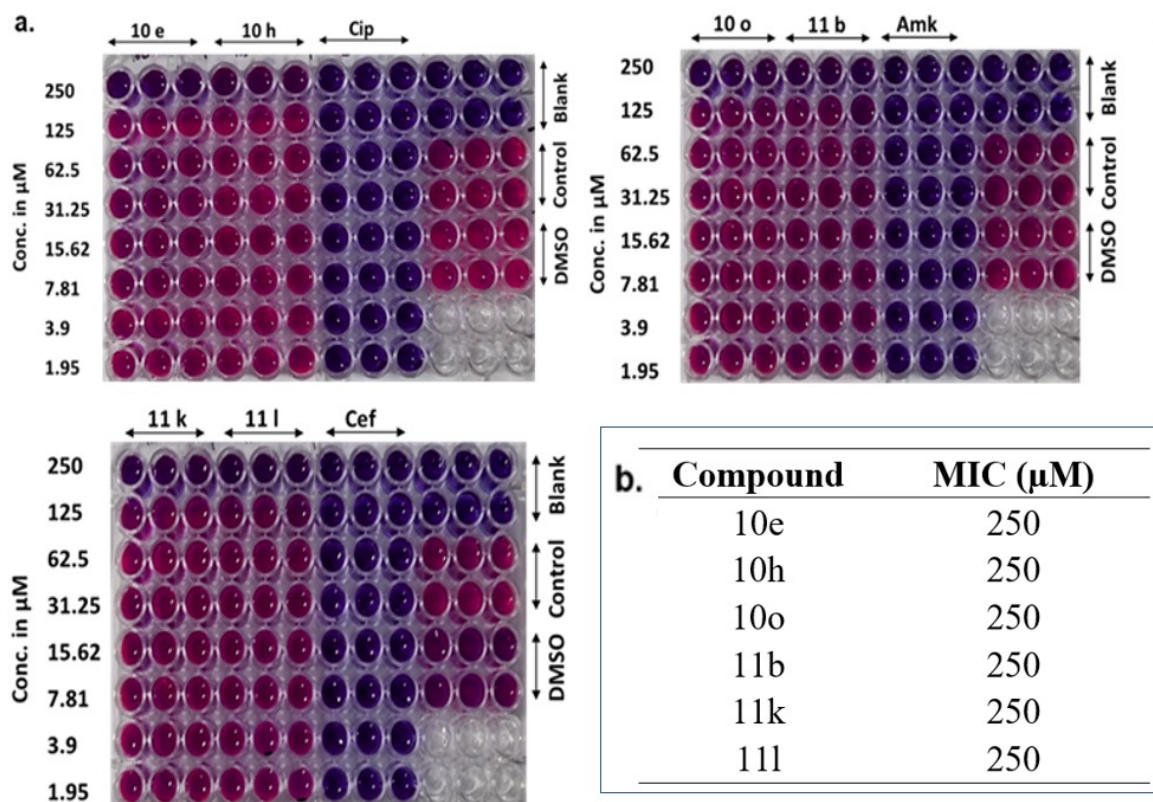 a.
10 e 10 h Cip
250
125
62.5
31.25
15.62
7.81
3.9
1.95
Conc. in µM
Blank
Control
DMSO
10 o 11 b Amk
250
125
62.5
31.25
15.62
7.81
3.9
1.95
Conc. in µM
Blank
Control
DMSO
11 k 11 l Cef
250
125
62.5
31.25
15.62
7.81
3.9
1.95
Conc. in µM
Blank
Control
DMSO
b. Compound MIC (µM)
10e 250
10h 250
10o 250
11b 250
11k 250
11l 250